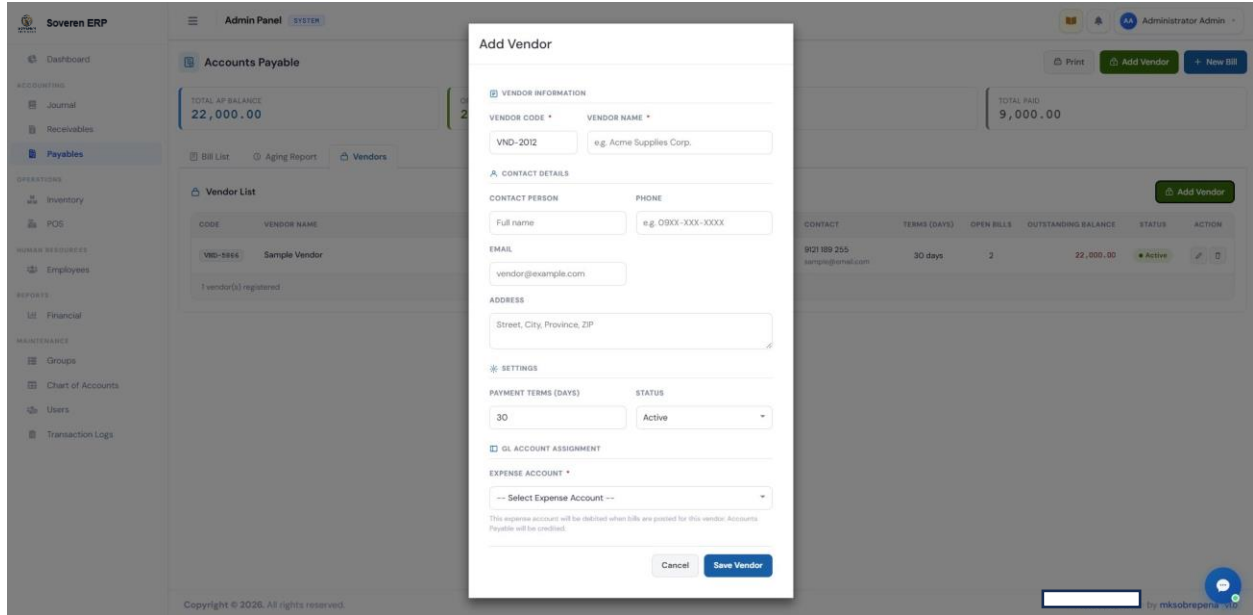 Soveren ERP
Admin Panel SYSTEM
AA Administrator Admin
Dashboard
ACCOUNTING
Journal
Receivables
Payables
OPERATIONS
Inventory
POS
HUMAN RESOURCES
Employees
REPORTS
Financial
MAINTENANCE
Groups
Chart of Accounts
Users
Transaction Logs
Accounts Payable
Print Add Vendor + New Bill
TOTAL AP BALANCE
22,000.00
TOTAL PAID
9,000.00
Bill List Aging Report Vendors
Vendor List
Add Vendor
CODE VENDOR NAME CONTACT TERMS (DAYS) OPEN BILLS OUTSTANDING BALANCE STATUS ACTION
Sample Vendor 9121 189 255 30 days 2 22,000.00 Active
sample@email.com
1 vendor(s) registered
Add Vendor
VENDOR INFORMATION
VENDOR CODE * VENDOR NAME *
VND-2012 e.g. Acme Supplies Corp.
CONTACT DETAILS
CONTACT PERSON PHONE
Full name e.g. 09XX-XXX-XXXX
EMAIL
vendor@example.com
ADDRESS
Street, City, Province, ZIP
SETTINGS
PAYMENT TERMS (DAYS) STATUS
30 Active
GL ACCOUNT ASSIGNMENT
EXPENSE ACCOUNT *
-- Select Expense Account --
This expense account will be debited when bills are posted for this vendor. Accounts
Payable will be credited.
Cancel Save Vendor
Copyright © 2026. All rights reserved.
by mksobrepena